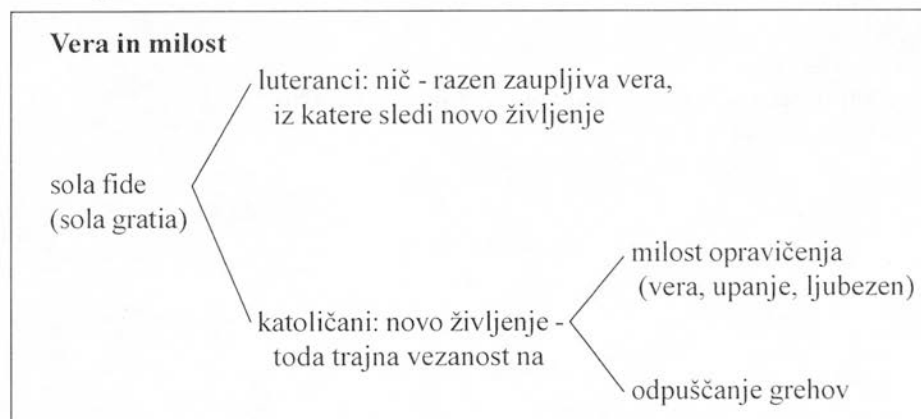 Vera in milost
luteranci: nič - razen zaupljiva vera,
iz katere sledi novo življenje
sola fide
(sola gratia)
milost opravičenja
(vera, upanje, ljubezen)
katoličani: novo življenje -
toda trajna vezanost na
odpuščanje grehov